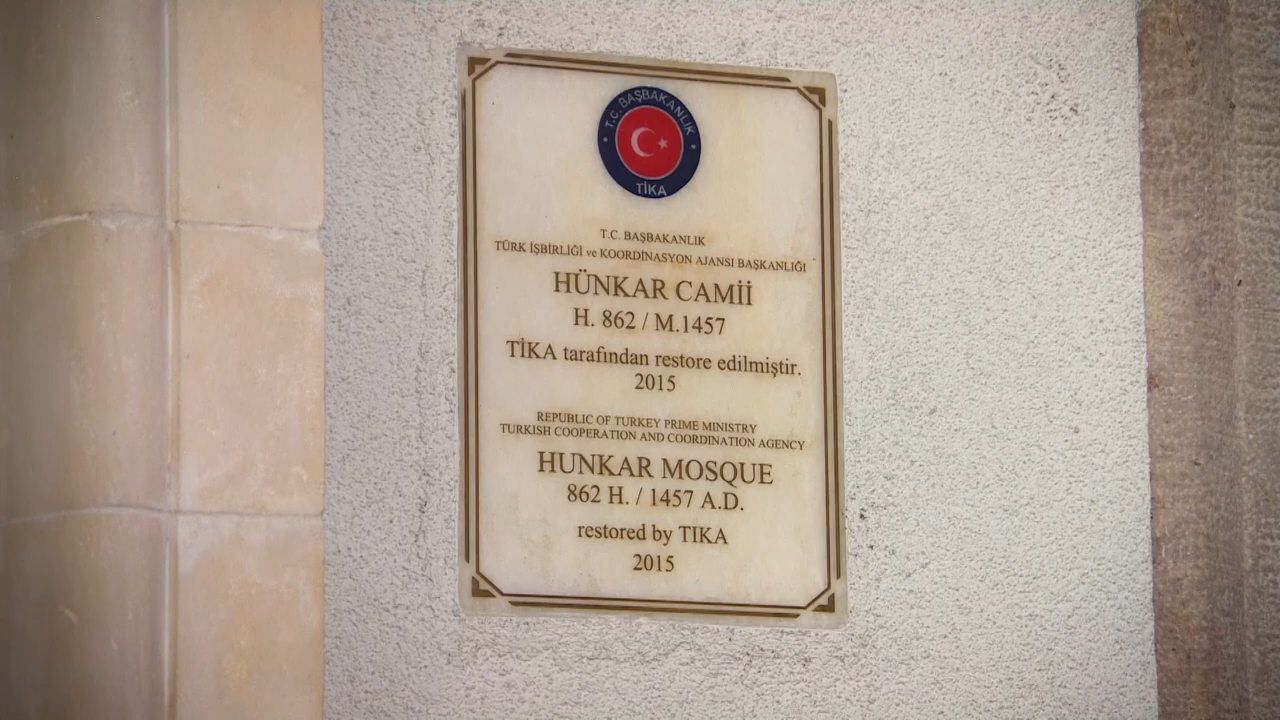 T.C. BAŞBAKANLIK
TİKA
T.C. BAŞBAKANLIK
TÜRK İŞBİRLİĞİ ve KOORDİNASYON AJANSI BAŞKANLIĞI
HÜNKAR CAMİİ
H. 862 / M.1457
TİKA tarafından restore edilmiştir.
2015
REPUBLIC OF TURKEY PRIME MINISTRY
TURKISH COOPERATION AND COORDINATION AGENCY
HUNKAR MOSQUE
862 H. / 1457 A.D.
restored by TIKA
2015